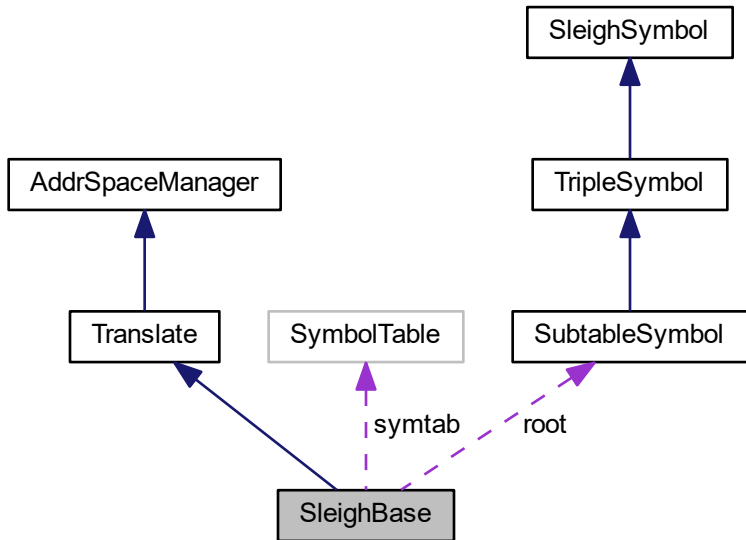 SleighSymbol
AddrSpaceManager
TripleSymbol
Translate
SymbolTable
SubtableSymbol
symtab
root
SleighBase